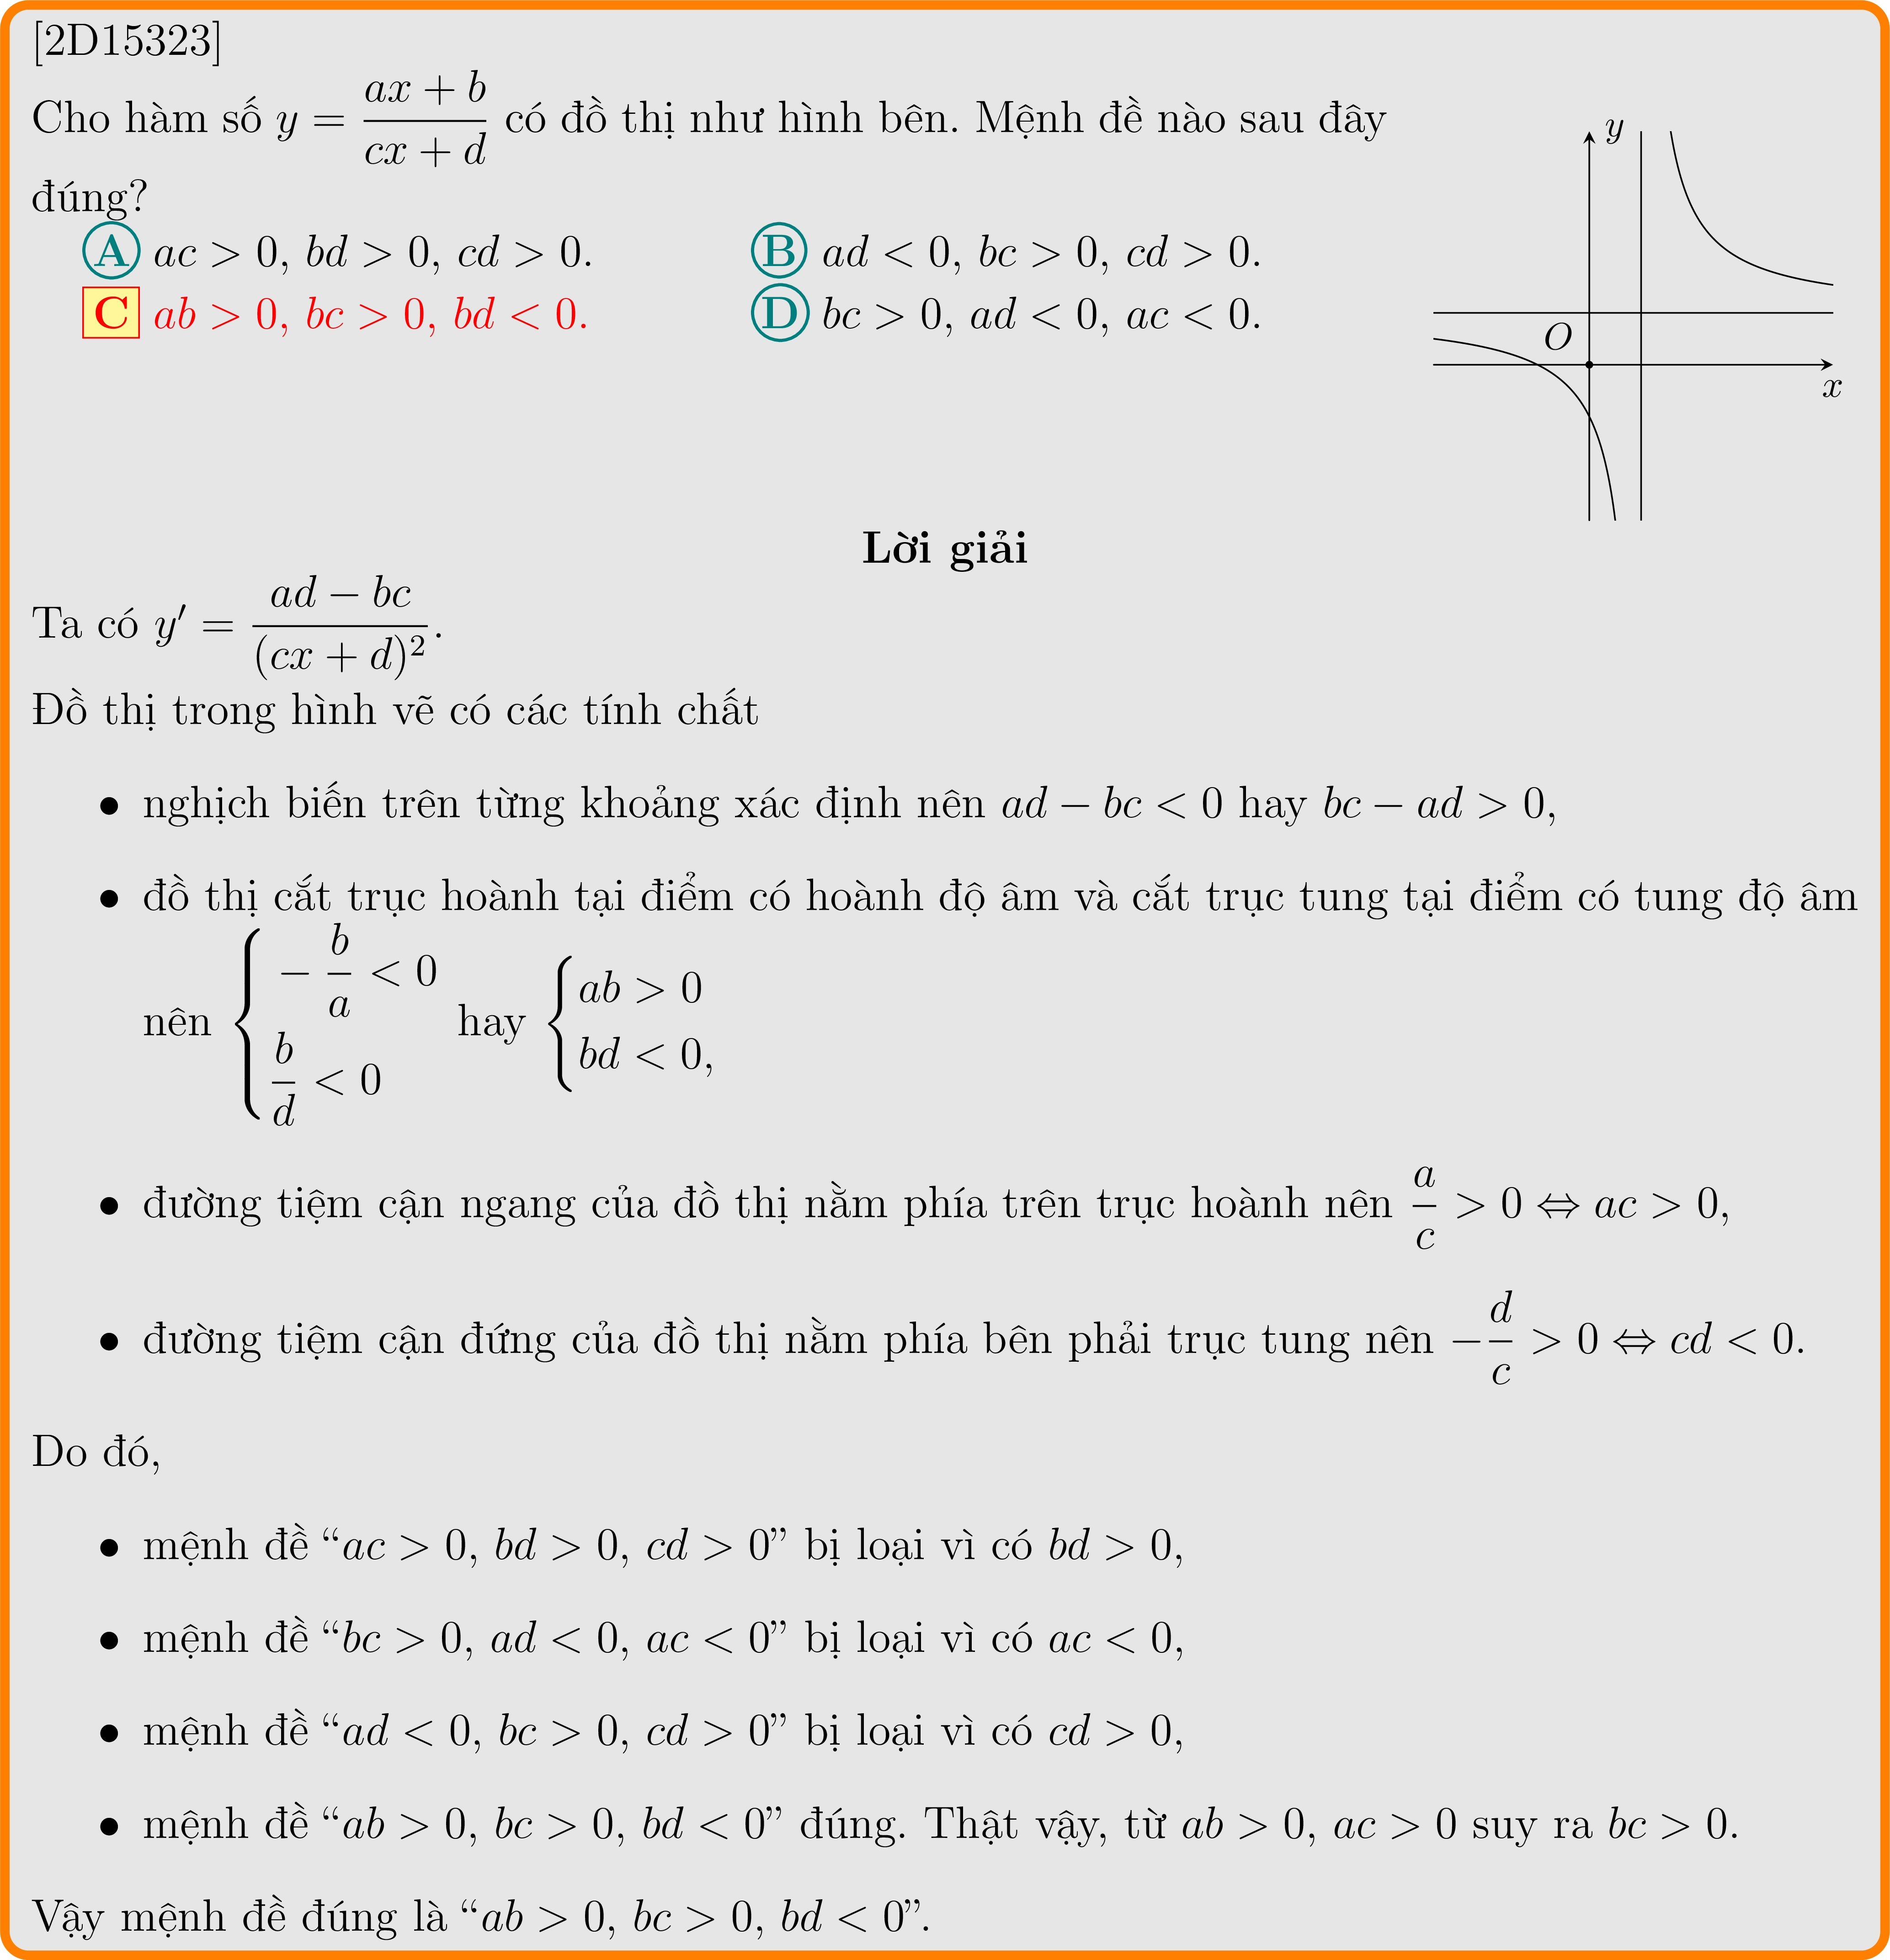 [2D15323]
Cho hàm số $y = \dfrac{ax+b}{cx+d}$ có đồ thị như hình bên. Mệnh đề nào sau đây
đúng?
A $ac > 0$, $bd > 0$, $cd > 0$.
B $ad < 0$, $bc > 0$, $cd > 0$.
C $ab > 0$, $bc > 0$, $bd < 0$.
D $bc > 0$, $ad < 0$, $ac < 0$.
y
O
x
Lời giải
Ta có $y' = \dfrac{ad-bc}{(cx+d)^2}$.
Đồ thị trong hình vẽ có các tính chất
• nghịch biến trên từng khoảng xác định nên $ad - bc < 0$ hay $bc - ad > 0$,
• đồ thị cắt trục hoành tại điểm có hoành độ âm và cắt trục tung tại điểm có tung độ âm
nên $\begin{cases} -\dfrac{b}{a} < 0 \\ \dfrac{b}{d} < 0 \end{cases}$ hay $\begin{cases} ab > 0 \\ bd < 0, \end{cases}$
• đường tiệm cận ngang của đồ thị nằm phía trên trục hoành nên $\dfrac{a}{c} > 0 \Leftrightarrow ac > 0$,
• đường tiệm cận đứng của đồ thị nằm phía bên phải trục tung nên $-\dfrac{d}{c} > 0 \Leftrightarrow cd < 0$.
Do đó,
• mệnh đề “$ac > 0$, $bd > 0$, $cd > 0$” bị loại vì có $bd > 0$,
• mệnh đề “$bc > 0$, $ad < 0$, $ac < 0$” bị loại vì có $ac < 0$,
• mệnh đề “$ad < 0$, $bc > 0$, $cd > 0$” bị loại vì có $cd > 0$,
• mệnh đề “$ab > 0$, $bc > 0$, $bd < 0$” đúng. Thật vậy, từ $ab > 0$, $ac > 0$ suy ra $bc > 0$.
Vậy mệnh đề đúng là “$ab > 0$, $bc > 0$, $bd < 0$”.